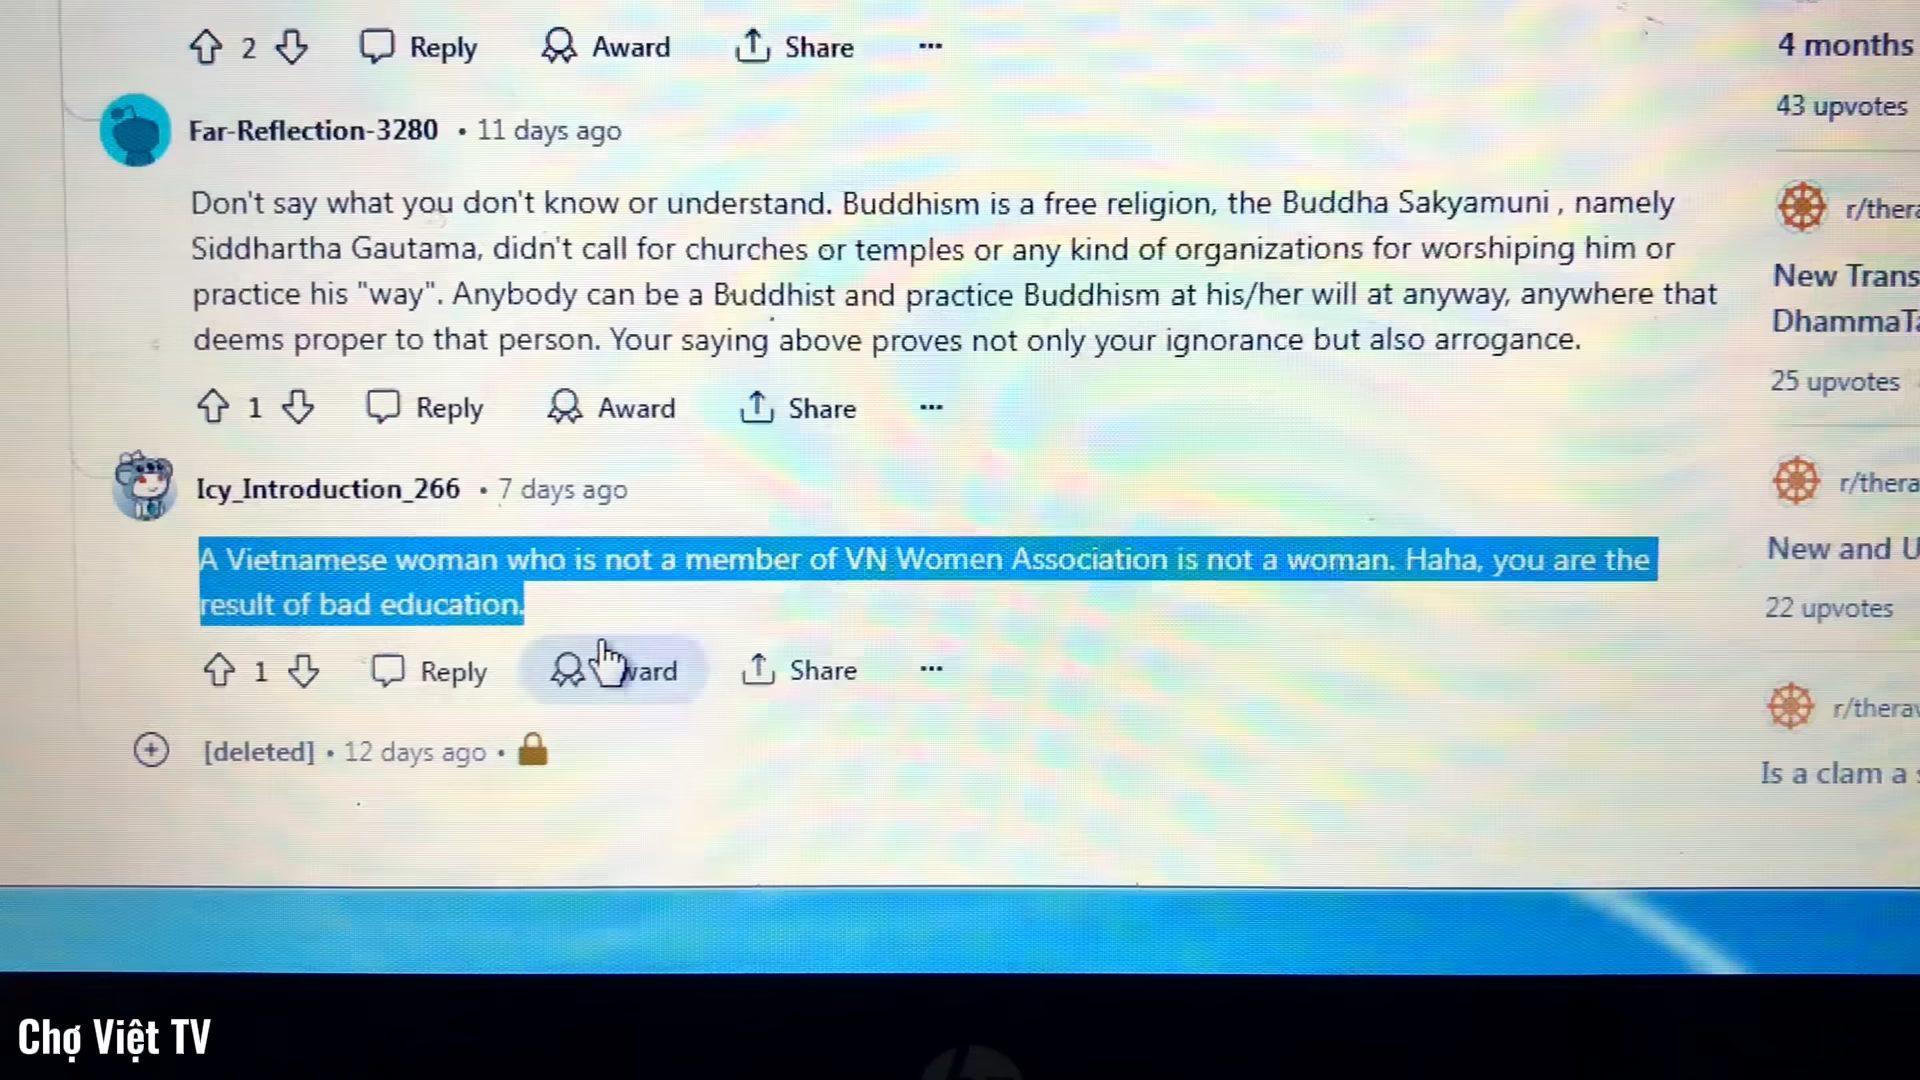 2 Reply Award Share
4 months
43 upvotes
Far-Reflection-3280 • 11 days ago
Don't say what you don't know or understand. Buddhism is a free religion, the Buddha Sakyamuni , namely
Siddhartha Gautama, didn't call for churches or temples or any kind of organizations for worshiping him or
practice his "way". Anybody can be a Buddhist and practice Buddhism at his/her will at anyway, anywhere that
deems proper to that person. Your saying above proves not only your ignorance but also arrogance.
1 Reply Award Share
r/thera
New Trans
DhammaTa
25 upvotes
Icy_Introduction_266 • 7 days ago
A Vietnamese woman who is not a member of VN Women Association is not a woman. Haha, you are the
result of bad education.
1 Reply ward Share
[deleted] • 12 days ago •
r/thera
New and U
22 upvotes
r/therav
Is a clam a s
Chợ Việt TV